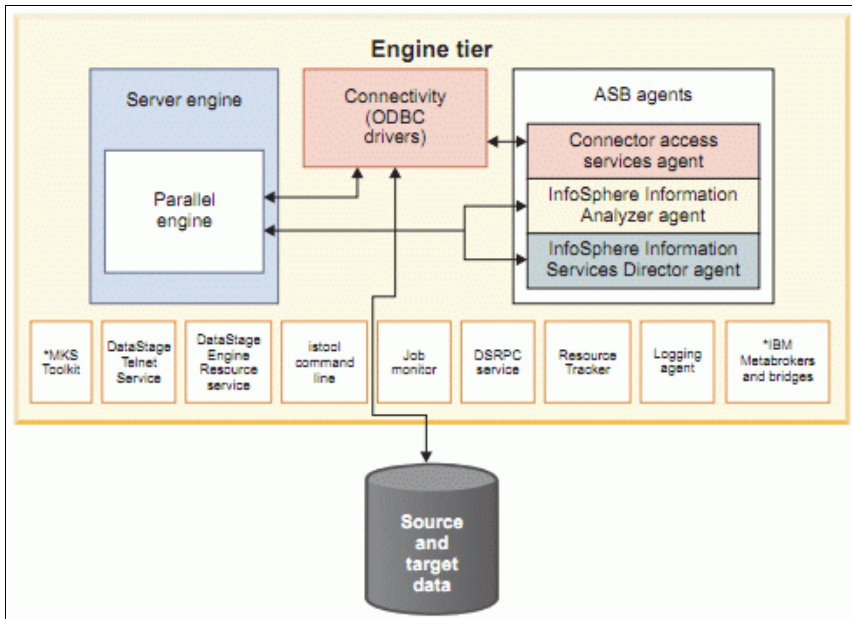 Engine tier
Server engine
Parallel
engine
Connectivity
(ODBC
drivers)
ASB agents
Connector access
services agent
InfoSphere Information
Analyzer agent
InfoSphere Information
Services Director agent
*MKS
Toolkit
DataStage
Telnet
Service
DataStage
Engine
Resource
service
istool
command
line
Job
monitor
DSRPC
service
Resource
Tracker
Logging
agent
*IBM
Metabrokers
and bridges
Source
and
target
data